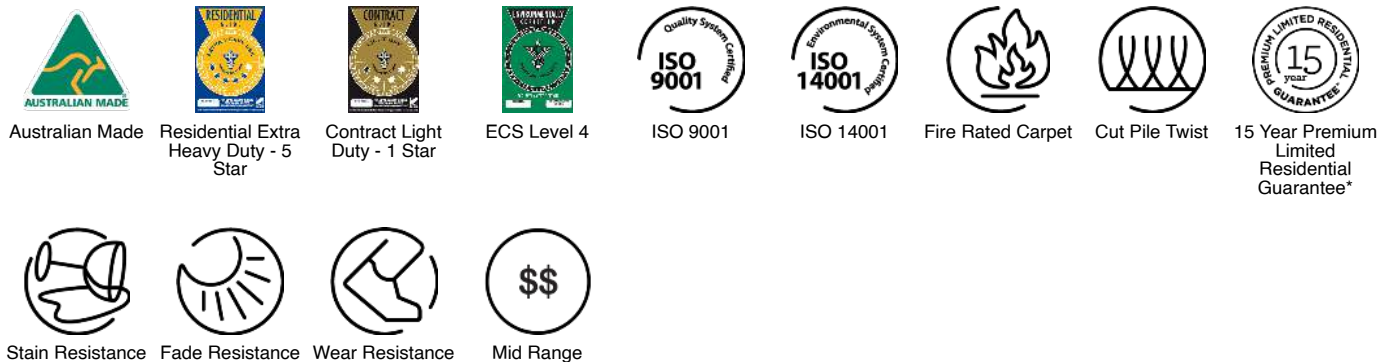 AUSTRALIAN MADE
RESIDENTIAL
CONTRACT
ENVIRONMENTALLY
Quality System Certified
ISO
9001
Environmental System Certified
ISO
14001
PREMIUM LIMITED RESIDENTIAL
15
year
GUARANTEE*
Australian Made
Residential Extra
Heavy Duty - 5
Star
Contract Light
Duty - 1 Star
ECS Level 4
ISO 9001
ISO 14001
Fire Rated Carpet
Cut Pile Twist
15 Year Premium
Limited
Residential
Guarantee*
$$
Stain Resistance
Fade Resistance
Wear Resistance
Mid Range